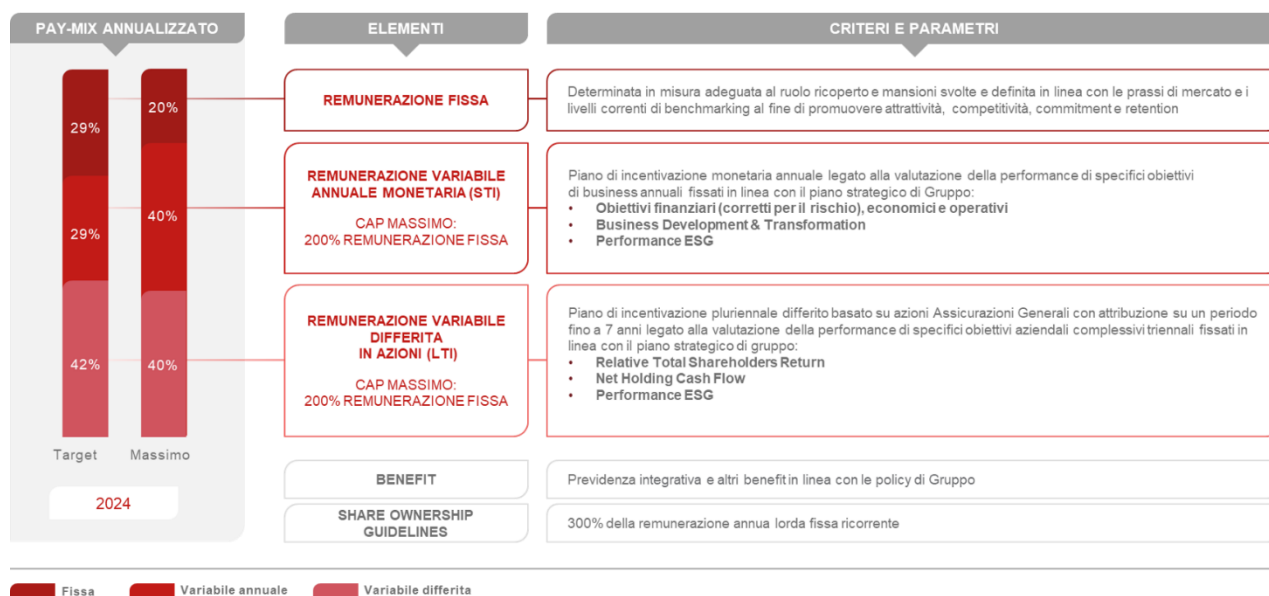 PAY-MIX ANNUALIZZATO
ELEMENTI
CRITERI E PARAMETRI
29%
29%
42%
Target
20%
40%
40%
Massimo
2024
REMUNERAZIONE FISSA
Determinata in misura adeguata al ruolo ricoperto e mansioni svolte e definita in linea con le prassi di mercato e i
livelli correnti di benchmarking al fine di promuovere attrattività, competitività, commitment e retention
REMUNERAZIONE VARIABILE
ANNUALE MONETARIA (STI)
CAP MASSIMO:
200% REMUNERAZIONE FISSA
Piano di incentivazione monetaria annuale legato alla valutazione della performance di specifici obiettivi
di business annuali fissati in linea con il piano strategico di Gruppo:
• Obiettivi finanziari (corretti per il rischio), economici e operativi
• Business Development & Transformation
• Performance ESG
REMUNERAZIONE VARIABILE
DIFFERITA
IN AZIONI (LTI)
CAP MASSIMO:
200% REMUNERAZIONE FISSA
Piano di incentivazione pluriennale differito basato su azioni Assicurazioni Generali con attribuzione su un periodo
fino a 7 anni legato alla valutazione della performance di specifici obiettivi aziendali complessivi triennali fissati in
linea con il piano strategico di gruppo:
• Relative Total Shareholders Return
• Net Holding Cash Flow
• Performance ESG
BENEFIT
Previdenza integrativa e altri benefit in linea con le policy di Gruppo
SHARE OWNERSHIP
GUIDELINES
300% della remunerazione annua lorda fissa ricorrente
Fissa
Variabile annuale
Variabile differita